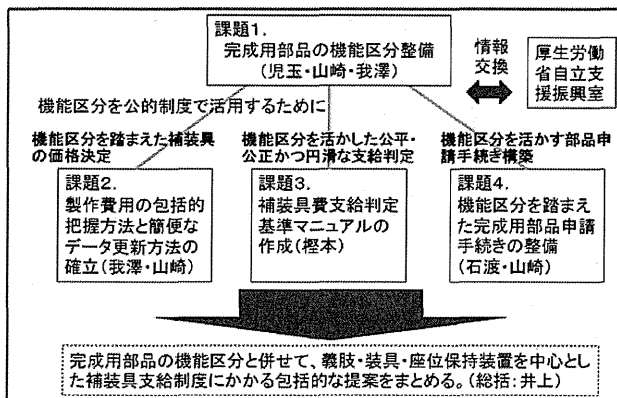 課題1.
完成用部品の機能区分整備
(児玉・山崎・我澤)
情報
交換
厚生労働
省自立支
援振興室
機能区分を公的制度で活用するために
機能区分を踏まえた補装具
の価格決定
機能区分を活かした公平・
公正かつ円滑な支給判定
機能区分を活かす部品申
請手続き構築
課題2.
製作費用の包括的
把握方法と簡便な
データ更新方法の
確立(我澤・山崎)
課題3.
補装具費支給判定
基準マニュアルの
作成(樫本)
課題4.
機能区分を踏まえ
た完成用部品申請
手続きの整備
(石渡・山崎)
完成用部品の機能区分と併せて、義肢・装具・座位保持装置を中心とし
た補装具支給制度にかかる包括的な提案をまとめる。(総括:井上)